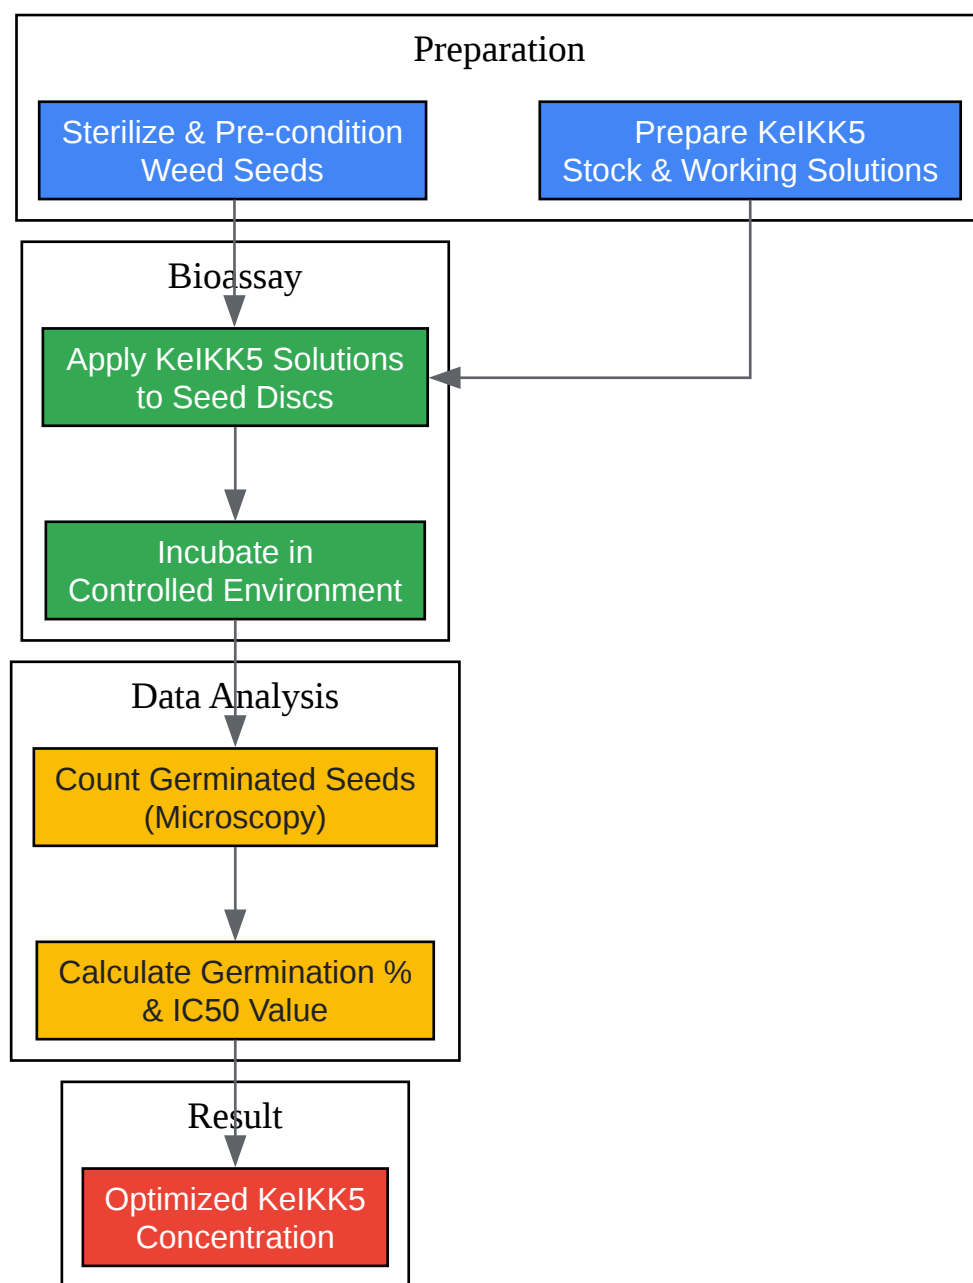 Preparation
Sterilize & Pre-condition
Weed Seeds
Prepare KeIKK5
Stock & Working Solutions
Bioassay
Apply KeIKK5 Solutions
to Seed Discs
Incubate in
Controlled Environment
Data Analysis
Count Germinated Seeds
(Microscopy)
Calculate Germination %
& IC50 Value
Result
Optimized KeIKK5
Concentration